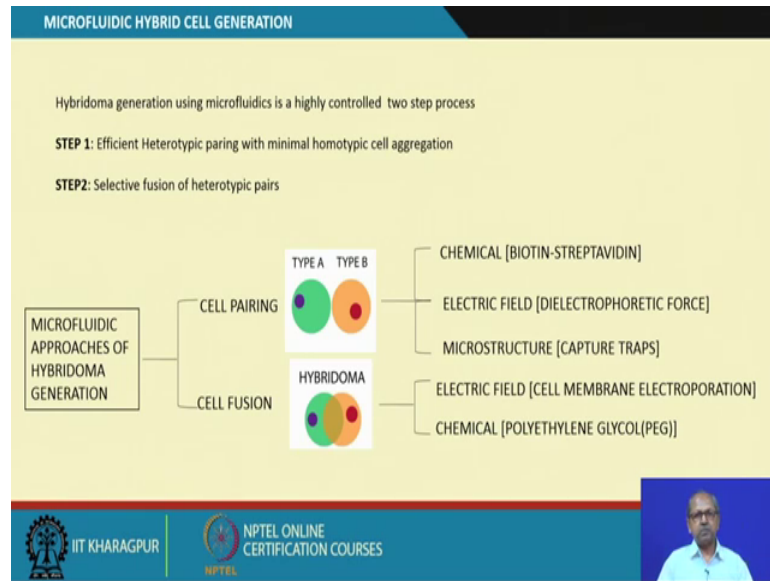 MICROFLUIDIC HYBRID CELL GENERATION
Hybridoma generation using microfluidics is a highly controlled two step process
STEP 1: Efficient Heterotypic paring with minimal homotypic cell aggregation
STEP2: Selective fusion of heterotypic pairs
MICROFLUIDIC
APPROACHES OF
HYBRIDOMA
GENERATION
CELL PAIRING
TYPE A TYPE B
CHEMICAL [BIOTIN-STREPTAVIDIN]
ELECTRIC FIELD [DIELECTROPHORETIC FORCE]
MICROSTRUCTURE [CAPTURE TRAPS]
CELL FUSION
HYBRIDOMA
ELECTRIC FIELD [CELL MEMBRANE ELECTROPORATION]
CHEMICAL [POLYETHYLENE GLYCOL(PEG)]
IIT KHARAGPUR
NPTEL
NPTEL ONLINE
CERTIFICATION COURSES